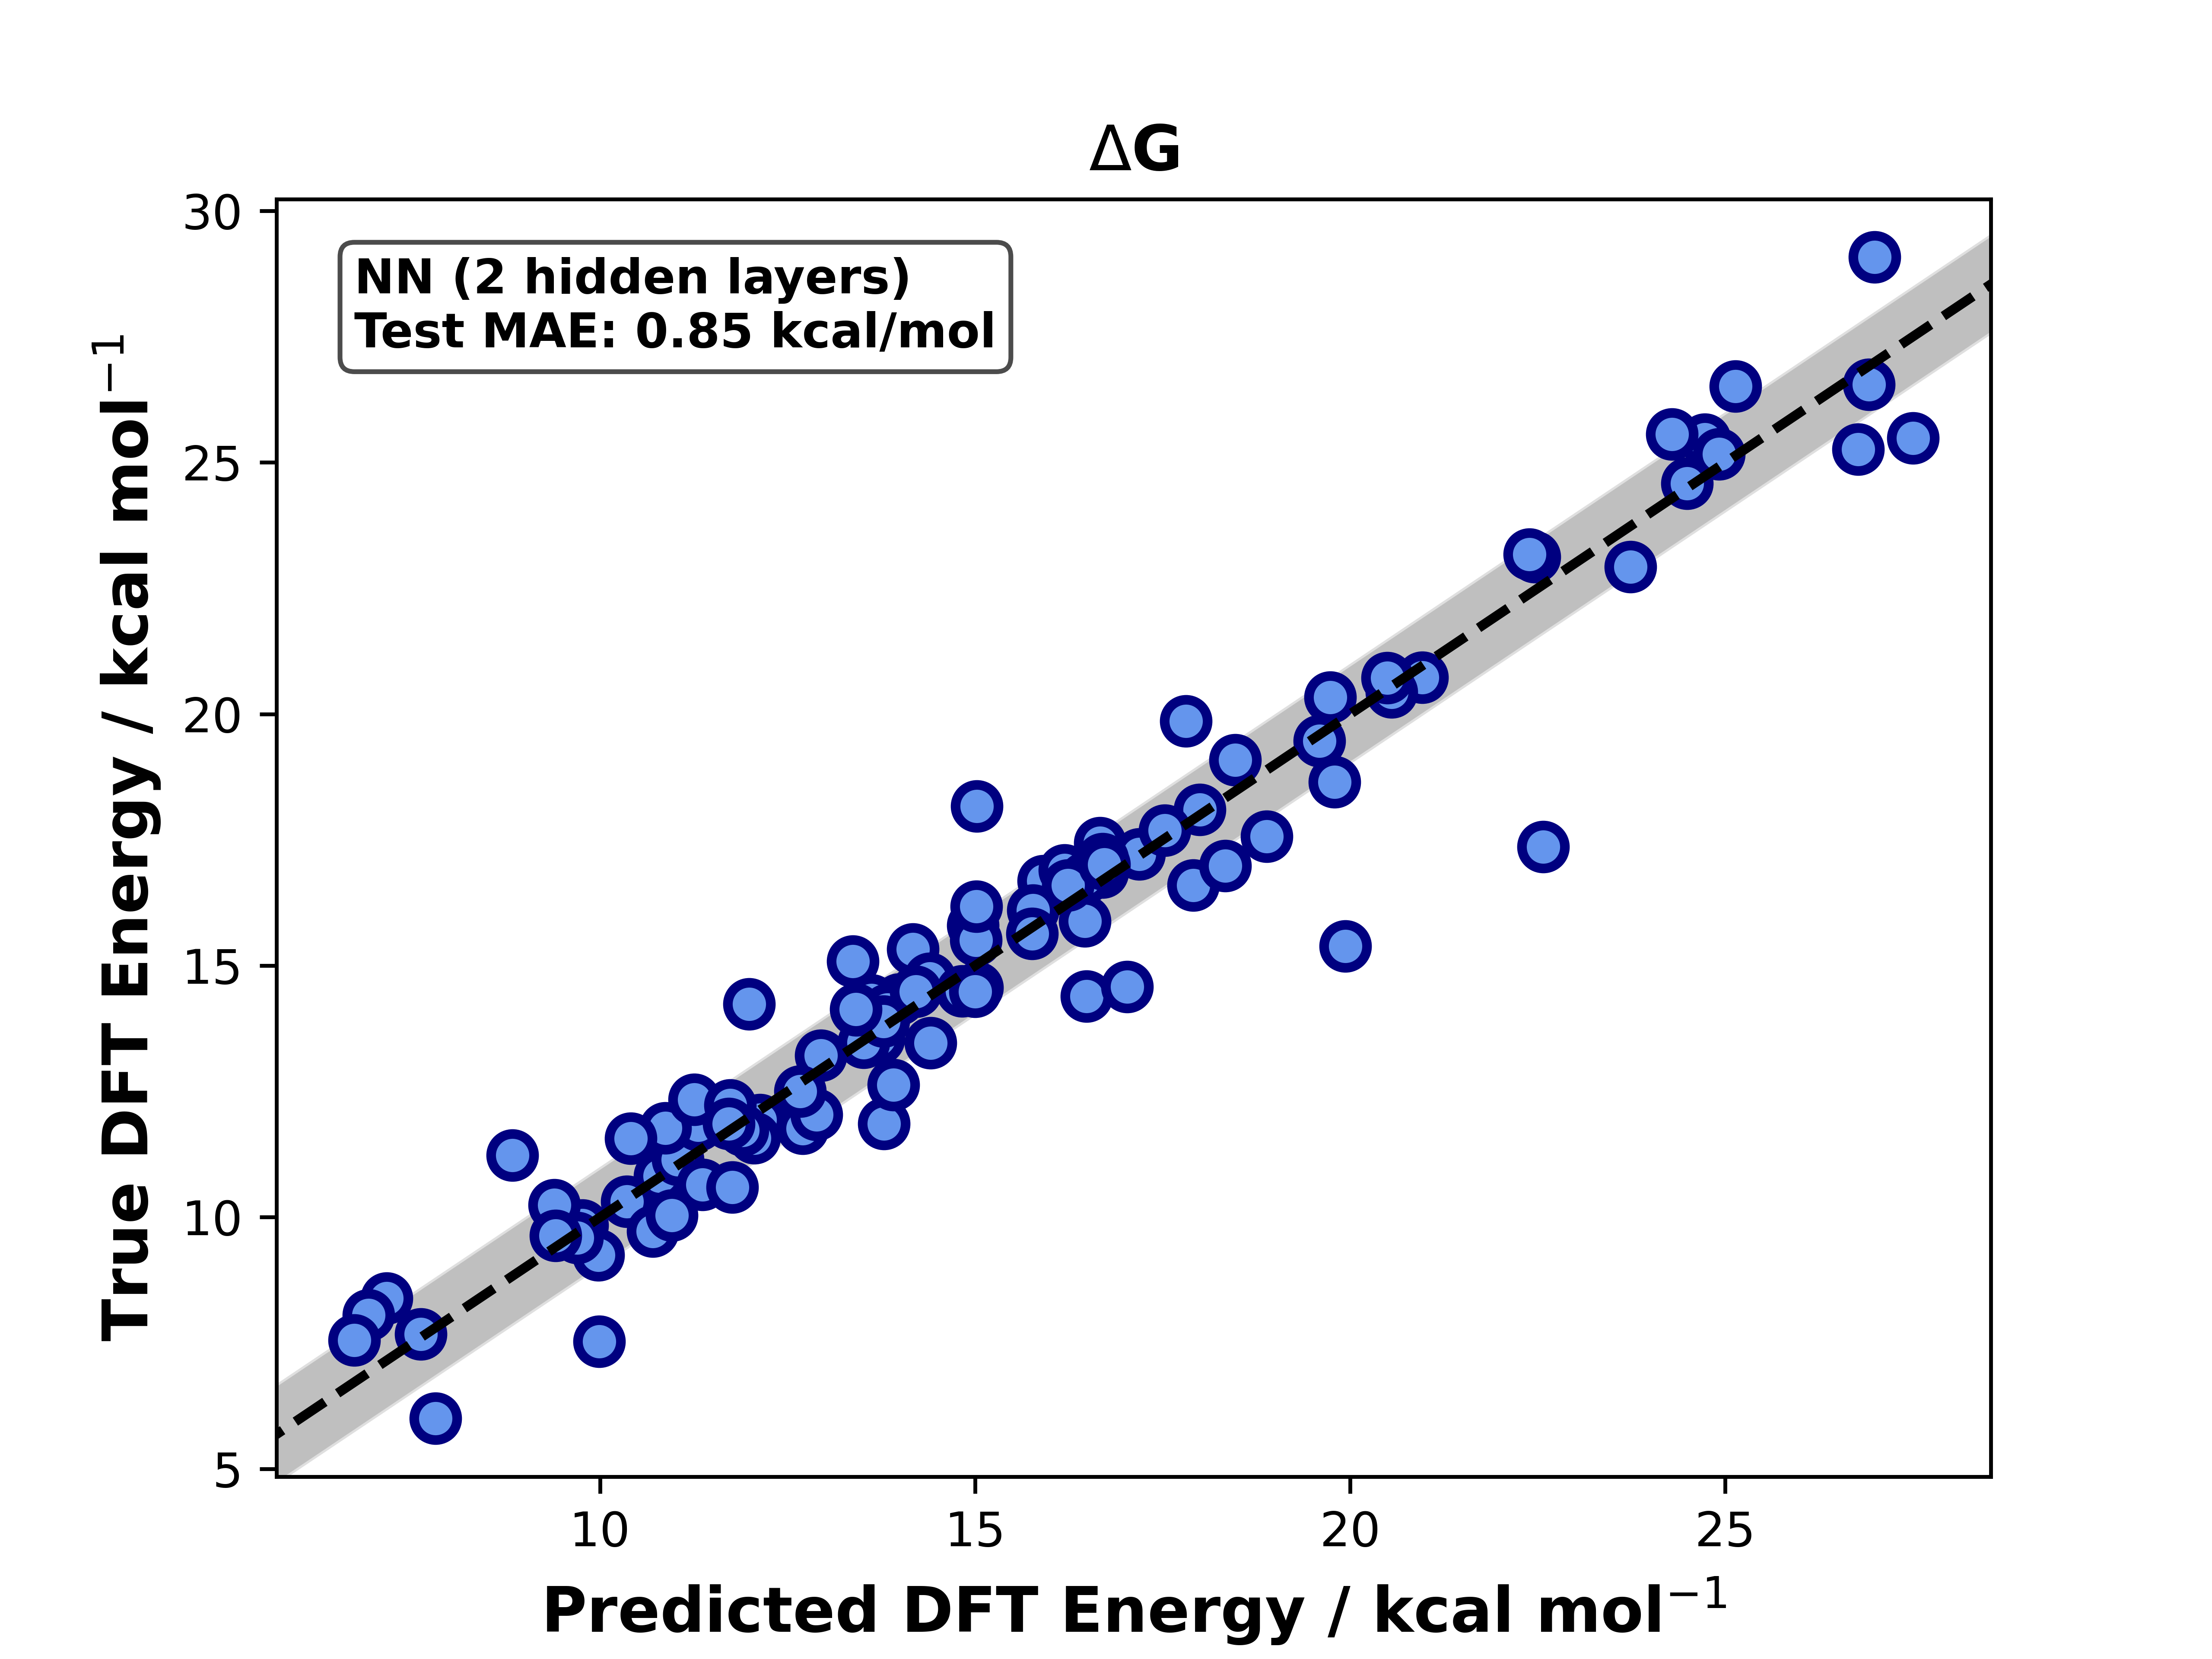 ΔG
NN (2 hidden layers)
Test MAE: 0.85 kcal/mol
True DFT Energy / kcal mol⁻¹
30
25
20
15
10
5
10 15 20 25
Predicted DFT Energy / kcal mol⁻¹